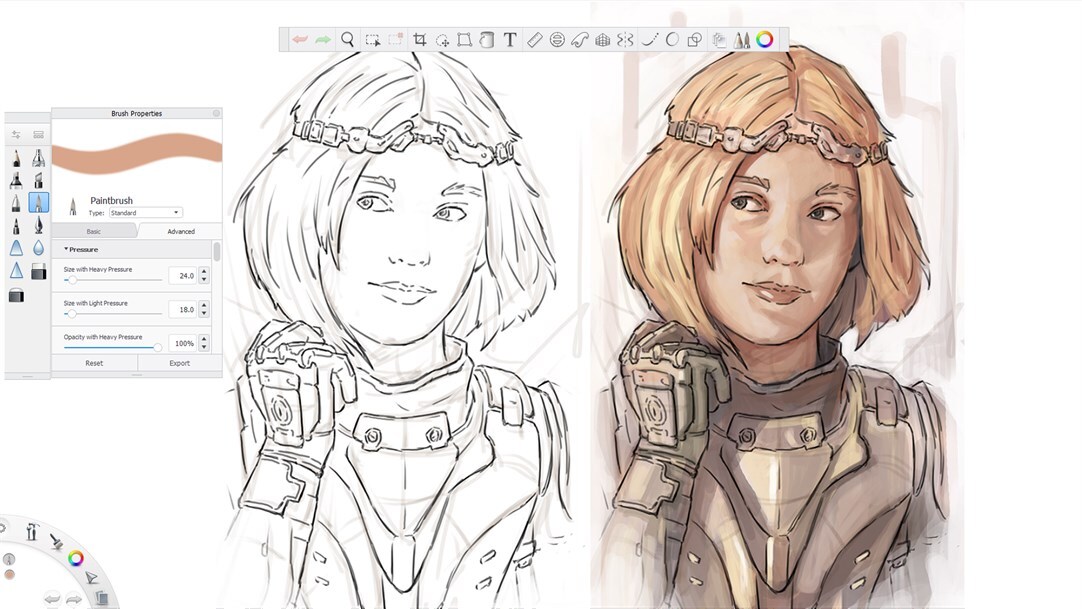 T
Brush Properties
Paintbrush
Type: Standard
Basic
Advanced
Pressure
Size with Heavy Pressure
24.0
Size with Light Pressure
18.0
Opacity with Heavy Pressure
100%
Reset
Export